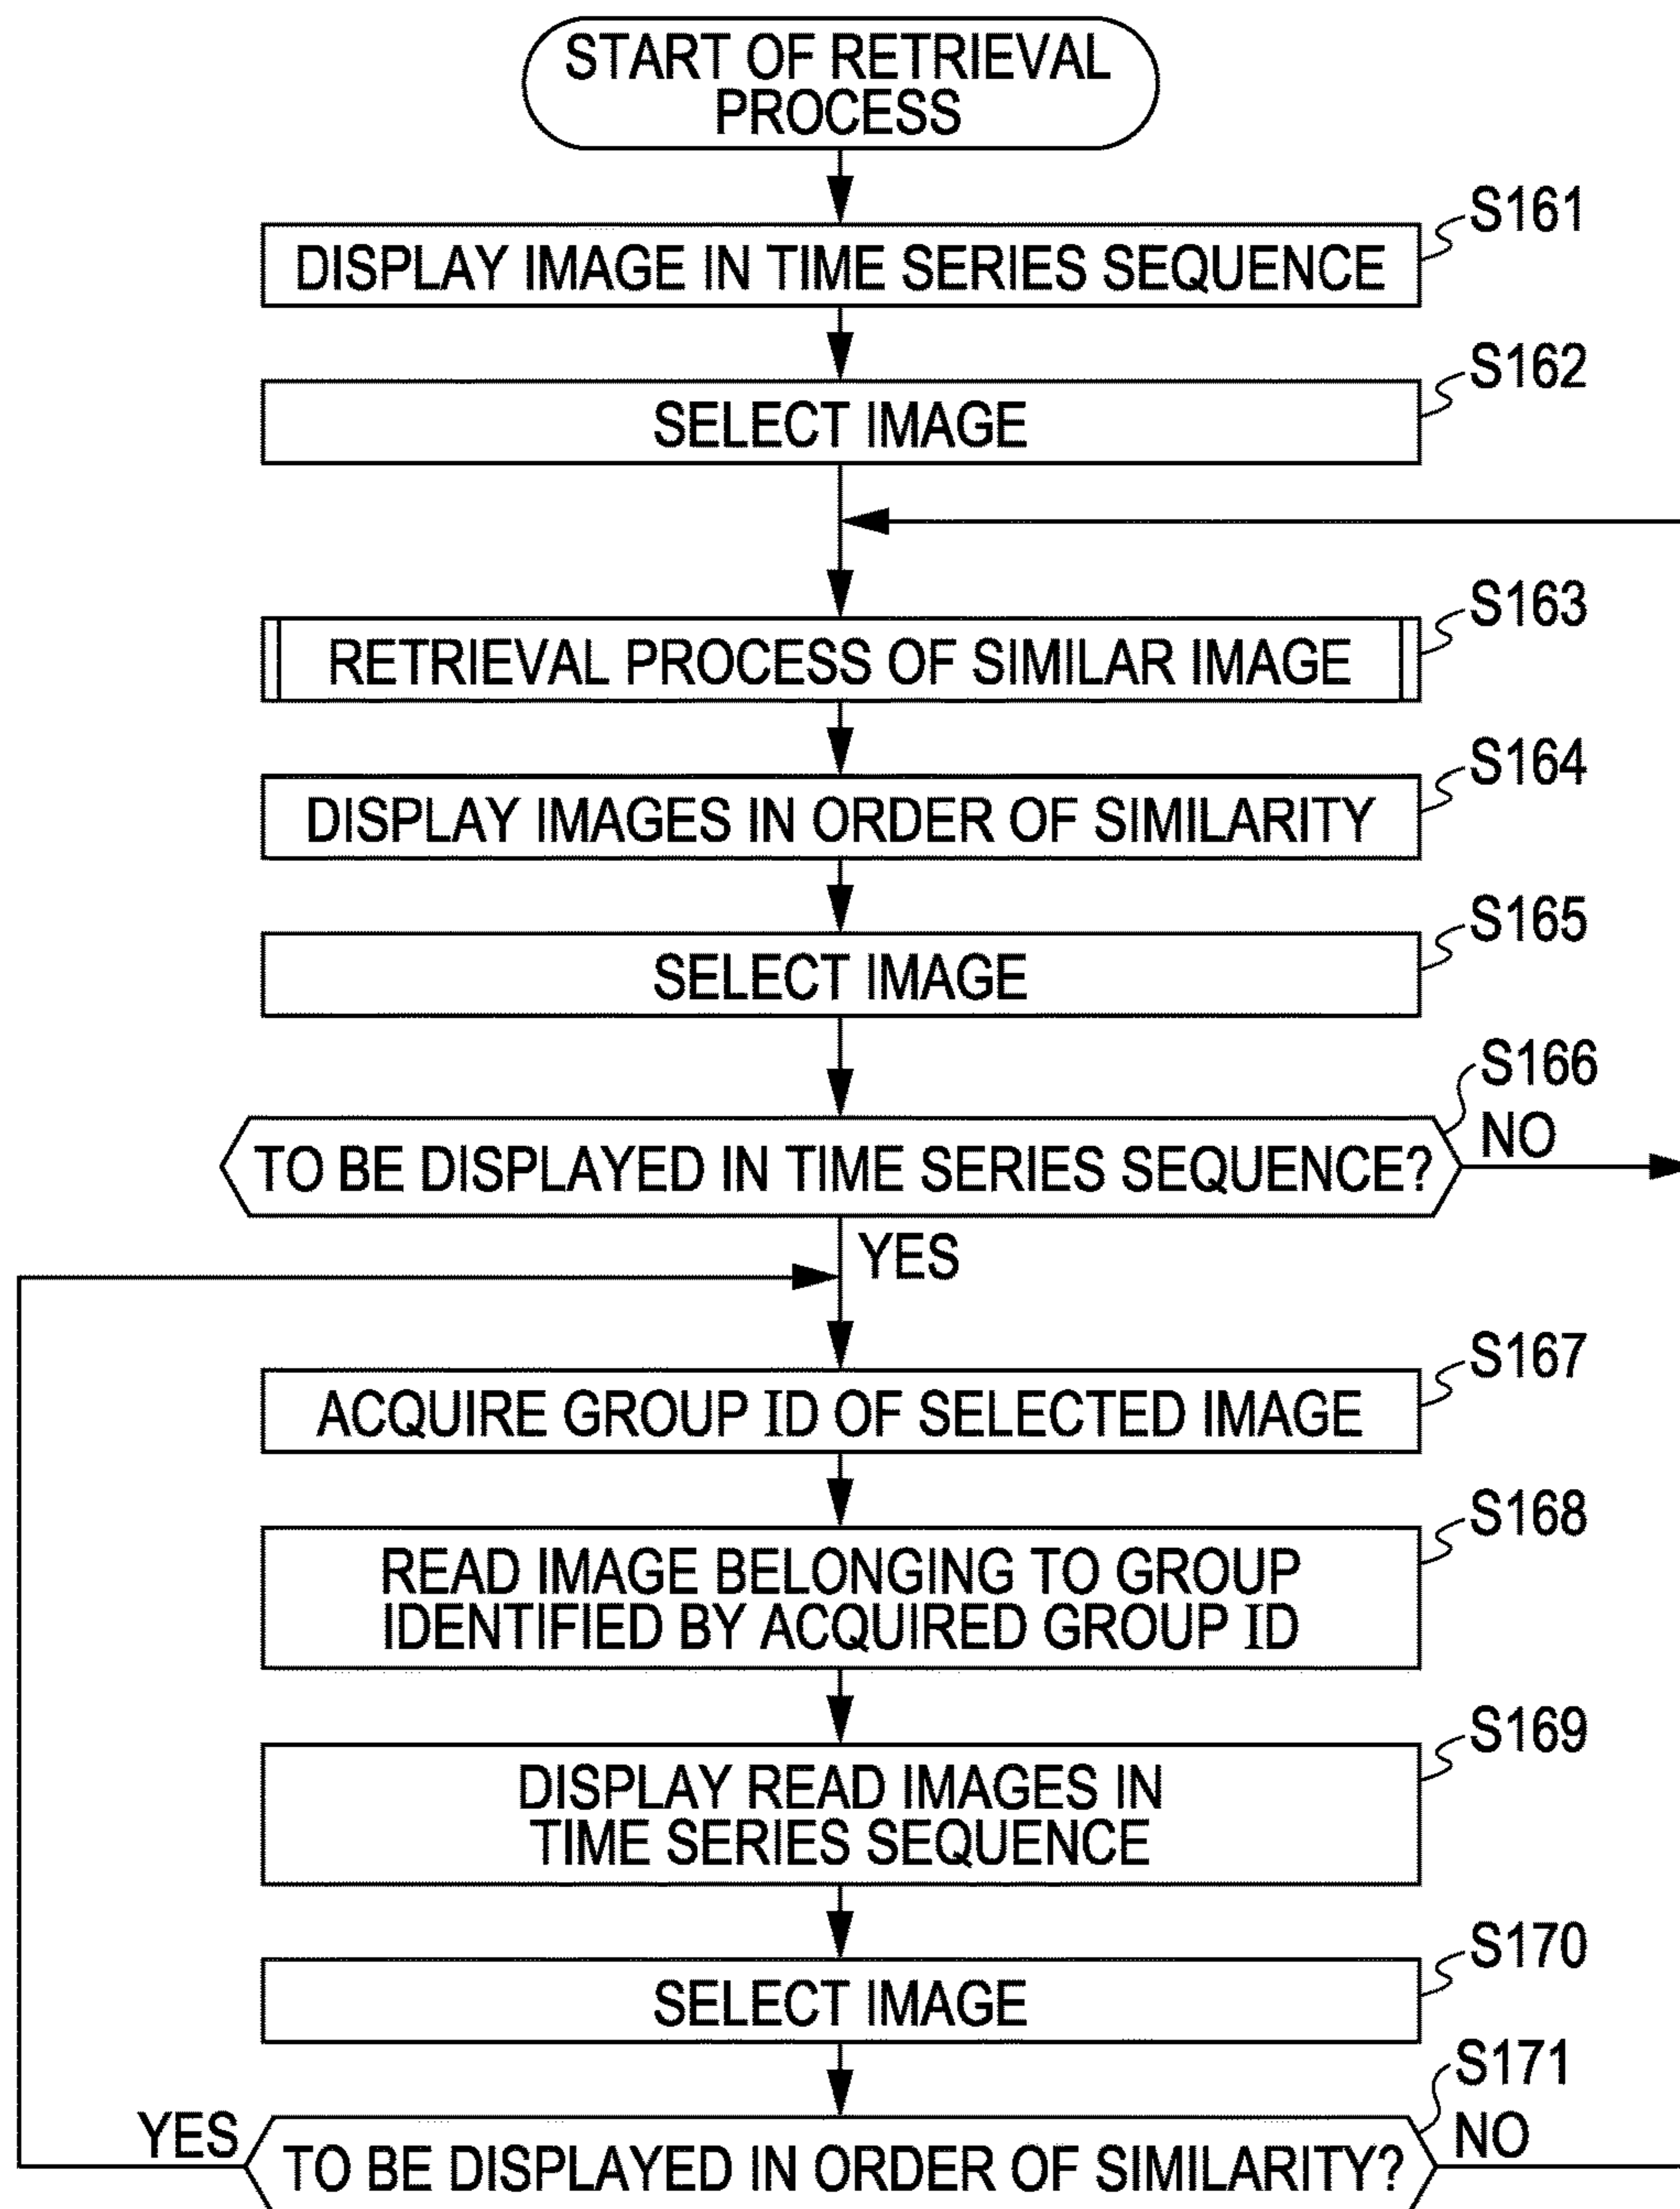 START OF RETRIEVAL
PROCESS
S161
DISPLAY IMAGE IN TIME SERIES SEQUENCE
S162
SELECT IMAGE
S163
RETRIEVAL PROCESS OF SIMILAR IMAGE
S164
DISPLAY IMAGES IN ORDER OF SIMILARITY
S165
SELECT IMAGE
S166
NO
TO BE DISPLAYED IN TIME SERIES SEQUENCE?
YES
S167
ACQUIRE GROUP ID OF SELECTED IMAGE
S168
READ IMAGE BELONGING TO GROUP
IDENTIFIED BY ACQUIRED GROUP ID
S169
DISPLAY READ IMAGES IN
TIME SERIES SEQUENCE
S170
SELECT IMAGE
S171
YES
NO
TO BE DISPLAYED IN ORDER OF SIMILARITY?